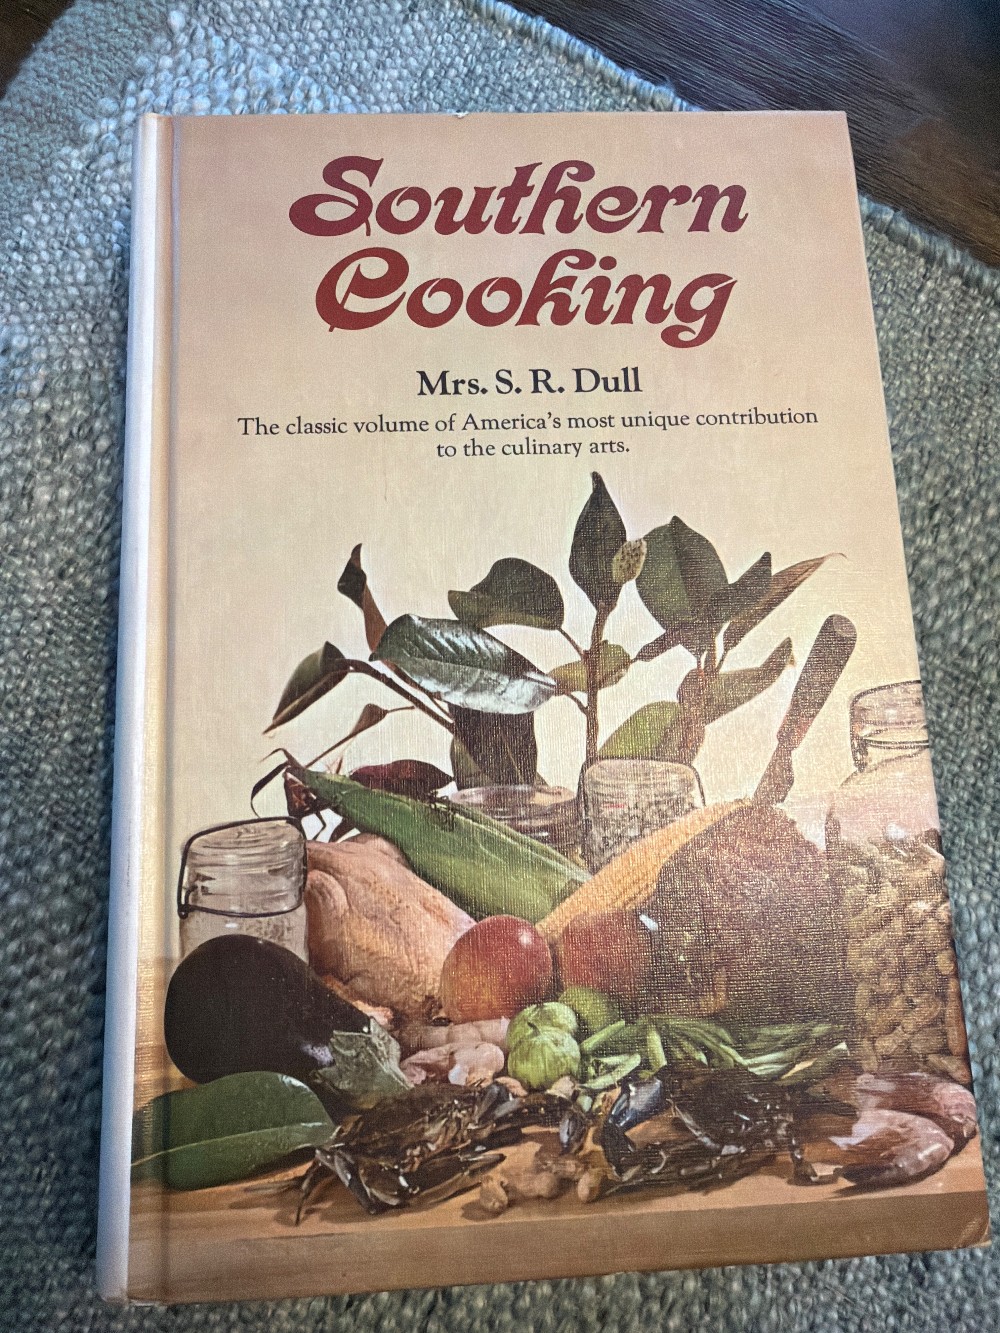 Southern
Cooking
Mrs. S. R. Dull
The classic volume of America's most unique contribution
to the culinary arts.